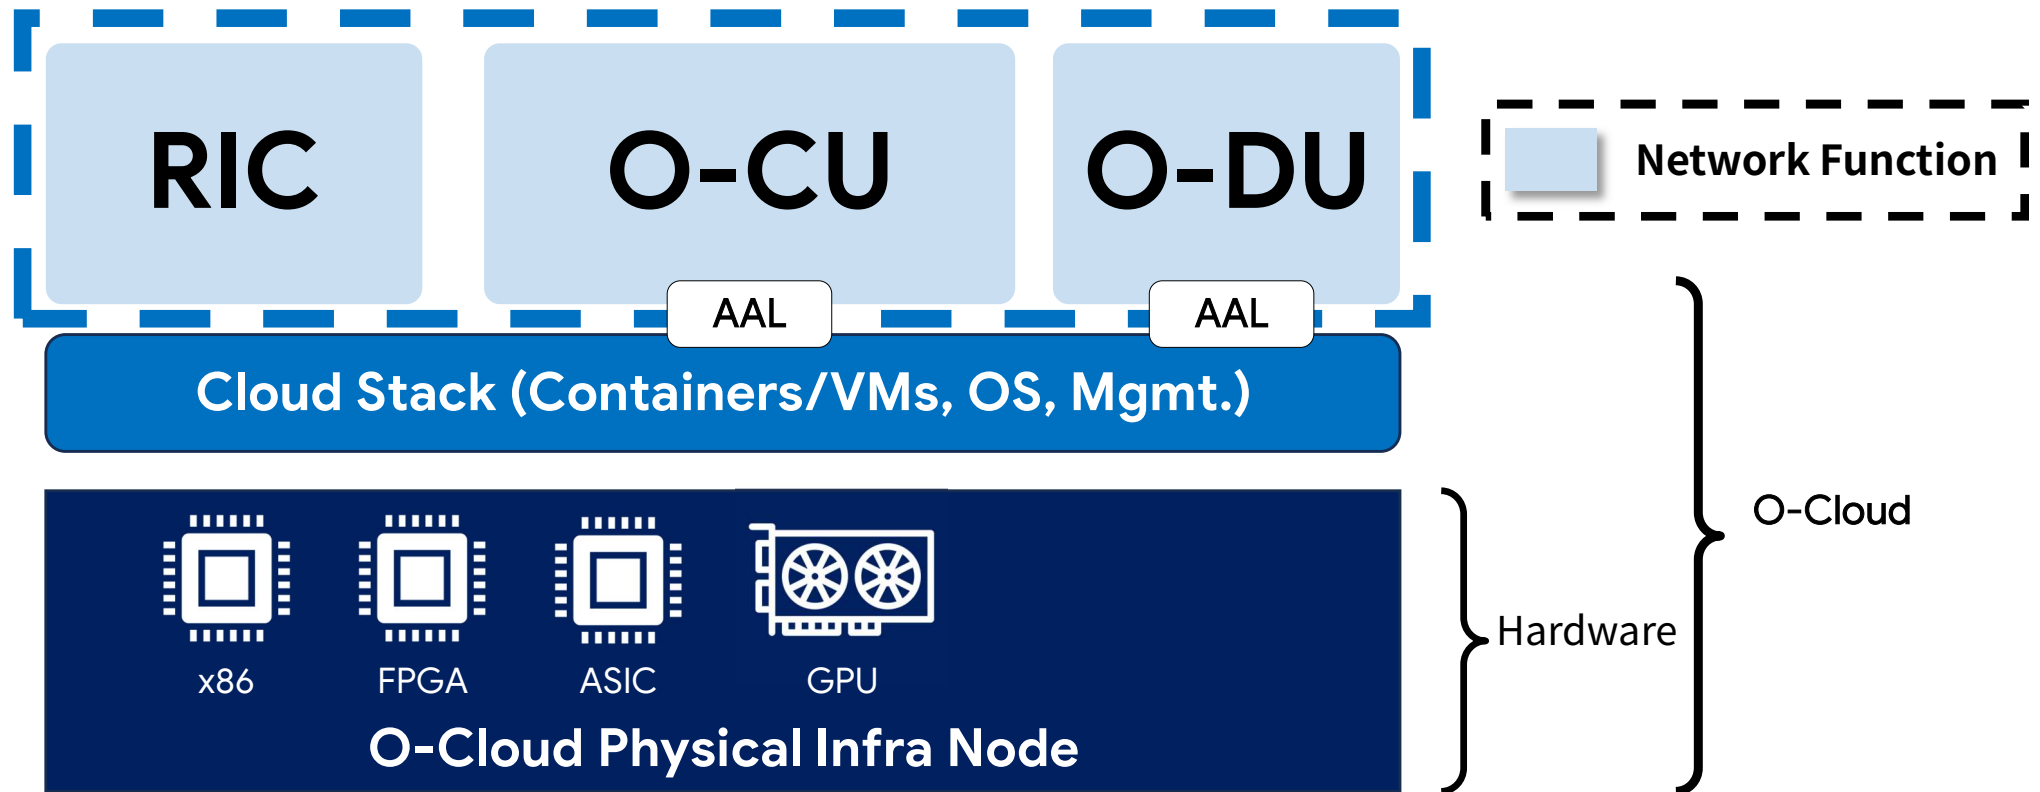 RIC
O-CU
O-DU
Network Function
AAL
AAL
Cloud Stack (Containers/VMs, OS, Mgmt.)
O-Cloud
Hardware
x86
FPGA
ASIC
GPU
O-Cloud Physical Infra Node